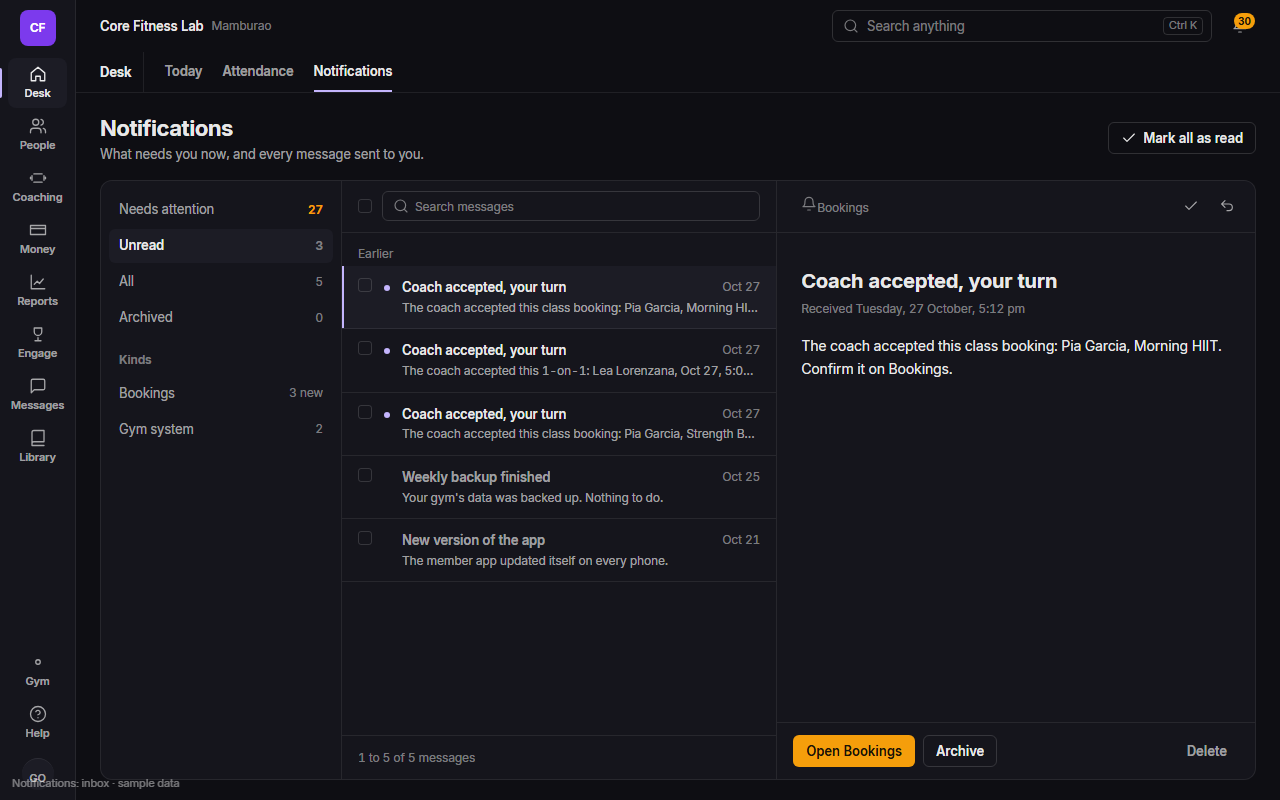 CF
Core Fitness Lab Mamburao
Search anything Ctrl K
30
Desk
People
Coaching
Money
Reports
Engage
Messages
Library
Gym
Help
GO
Desk Today Attendance Notifications
Notifications
What needs you now, and every message sent to you.
Mark all as read
Needs attention 27
Unread 3
All 5
Archived 0
Kinds
Bookings 3 new
Gym system 2
Search messages
Earlier
Coach accepted, your turn Oct 27
The coach accepted this class booking: Pia Garcia, Morning HI...
Coach accepted, your turn Oct 27
The coach accepted this 1-on-1: Lea Lorenzana, Oct 27, 5:0...
Coach accepted, your turn Oct 27
The coach accepted this class booking: Pia Garcia, Strength B...
Weekly backup finished Oct 25
Your gym's data was backed up. Nothing to do.
New version of the app Oct 21
The member app updated itself on every phone.
1 to 5 of 5 messages
Bookings
Coach accepted, your turn
Received Tuesday, 27 October, 5:12 pm
The coach accepted this class booking: Pia Garcia, Morning HIIT.
Confirm it on Bookings.
Open Bookings Archive Delete
Notifications: inbox · sample data